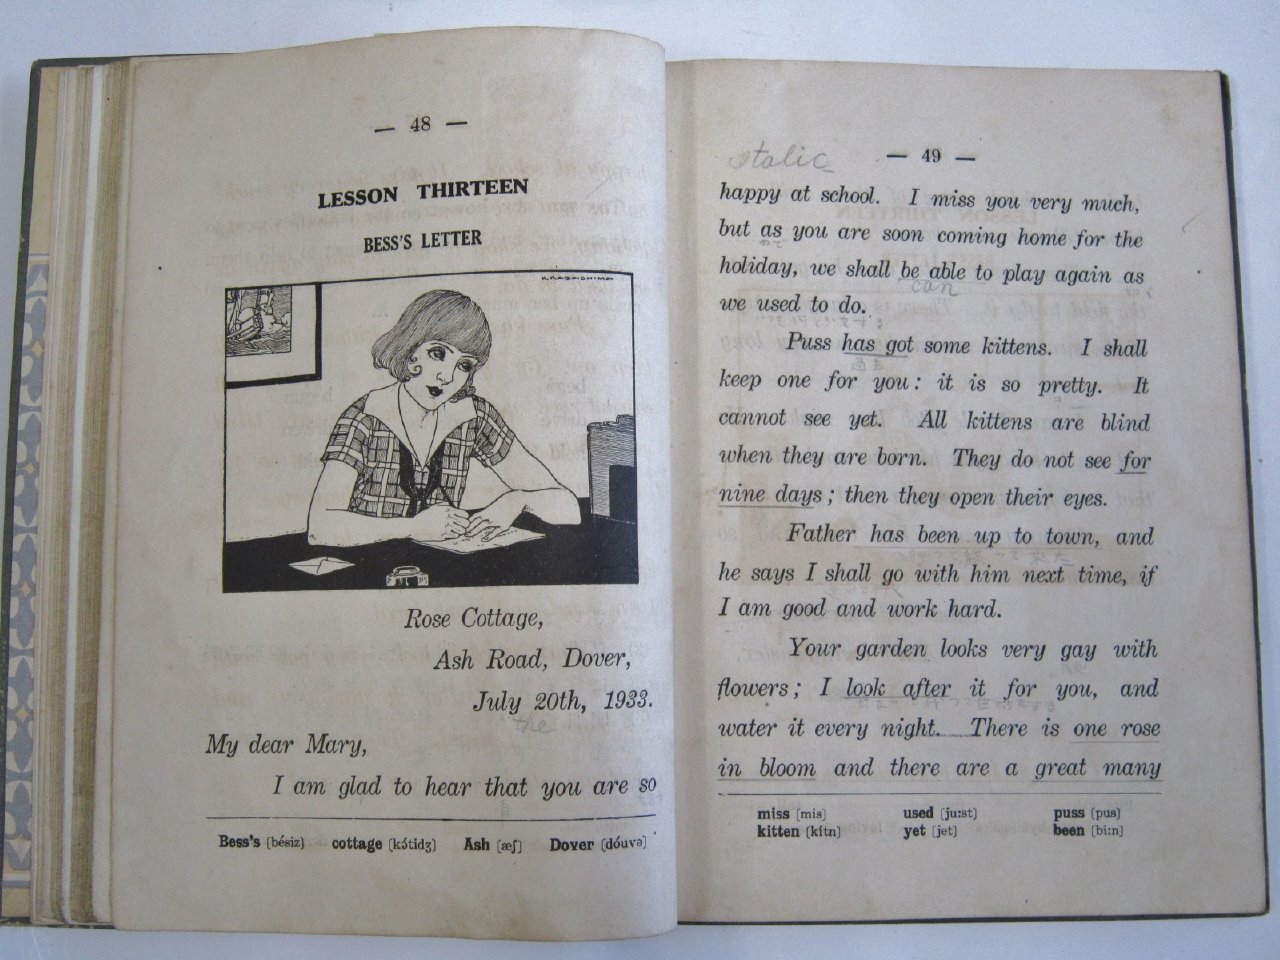 — 48 —
LESSON THIRTEEN
BESS'S LETTER
Rose Cottage,
Ash Road, Dover,
July 20th, 1933.
the
My dear Mary,
I am glad to hear that you are so
Bess's [bésiz] cottage [kɔ́tidʒ] Ash [æʃ] Dover [dóuvə]
italic
— 49 —
happy at school. I miss you very much,
but as you are soon coming home for the
holiday, we shall be able to play again as
can
we used to do.
Puss has got some kittens. I shall
keep one for you: it is so pretty. It
cannot see yet. All kittens are blind
when they are born. They do not see for
nine days; then they open their eyes.
Father has been up to town, and
he says I shall go with him next time, if
I am good and work hard.
Your garden looks very gay with
flowers; I look after it for you, and
water it every night. There is one rose
in bloom and there are a great many
miss [mis] used [ju:st] puss [pus]
kitten [kítn] yet [jet] been [bi:n]